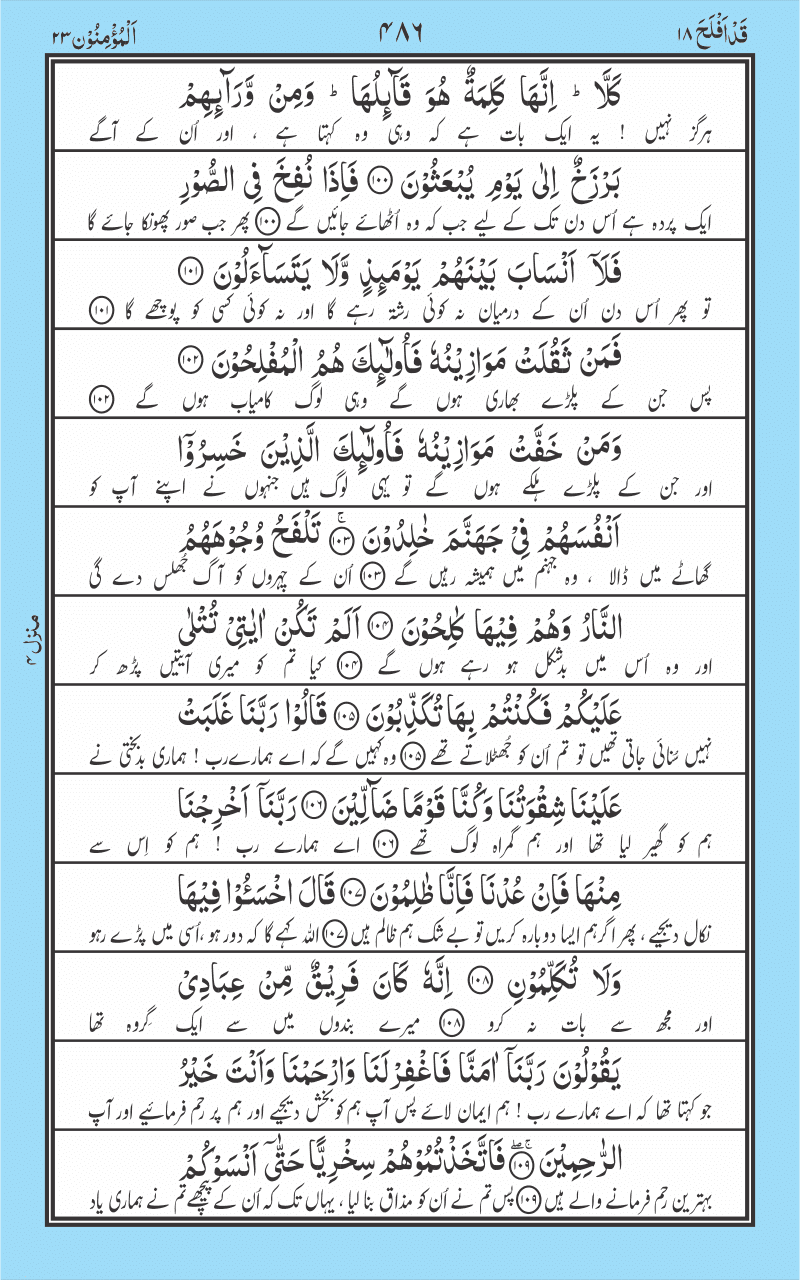 قَدْ اَفْلَحَ ١٨
٤٨٦
اَلْمُؤْمِنُوْن ٢٣
كَلَّا ؕ اِنَّهَا كَلِمَةٌ هُوَ قَآىِٕلُهَا ؕ وَمِنْ وَّرَآىِٕهِمْ
ہرگز نہیں ! یہ ایک بات ہے کہ وہی وہ کہتا ہے ، اور اُن کے آگے
بَرْزَخٌ اِلٰى يَوْمِ يُبْعَثُوْنَ ۝١٠٠ فَاِذَا نُفِخَ فِى الصُّوْرِ
ایک پردہ ہے اُس دن تک کے لیے جب کہ وہ اُٹھائے جائیں گے ۝١٠٠ پھر جب صور پھونکا جائے گا
فَلَآ اَنْسَابَ بَيْنَهُمْ يَوْمَىِٕذٍ وَّلَا يَتَسَآءَلُوْنَ ۝١٠١
تو پھر اُس دن اُن کے درمیان نہ کوئی رشتہ رہے گا اور نہ کوئی کسی کو پوچھے گا ۝١٠١
فَمَنْ ثَقُلَتْ مَوَازِيْنُهٗ فَاُولٰٓىِٕكَ هُمُ الْمُفْلِحُوْنَ ۝١٠٢
پس جن کے پلڑے بھاری ہوں گے وہی لوگ کامیاب ہوں گے ۝١٠٢
وَمَنْ خَفَّتْ مَوَازِيْنُهٗ فَاُولٰٓىِٕكَ الَّذِيْنَ خَسِرُوْٓا
اور جن کے پلڑے ہلکے ہوں گے تو یہی لوگ ہیں جنہوں نے اپنے آپ کو
اَنْفُسَهُمْ فِىْ جَهَنَّمَ خٰلِدُوْنَ ۝١٠٣ۚ تَلْفَحُ وُجُوْهَهُمُ
گھاٹے میں ڈالا ، وہ جہنم میں ہمیشہ رہیں گے ۝١٠٣ اُن کے چہروں کو آگ جُھلس دے گی
النَّارُ وَهُمْ فِيْهَا كٰلِحُوْنَ ۝١٠٤ اَلَمْ تَكُنْ اٰيٰتِىْ تُتْلٰى
اور وہ اُس میں بدشکل ہو رہے ہوں گے ۝١٠٤ کیا تم کو میری آیتیں پڑھ کر
عَلَيْكُمْ فَكُنْتُمْ بِهَا تُكَذِّبُوْنَ ۝١٠٥ قَالُوْا رَبَّنَا غَلَبَتْ
نہیں سُنائی جاتی تھیں تو تم اُن کو جُھٹلاتے تھے ۝١٠٥ وہ کہیں گے کہ اے ہمارے رب ! ہماری بدبختی نے
عَلَيْنَا شِقْوَتُنَا وَكُنَّا قَوْمًا ضَآلِّيْنَ ۝١٠٦ رَبَّنَآ اَخْرِجْنَا
ہم کو گھیر لیا تھا اور ہم گمراہ لوگ تھے ۝١٠٦ اے ہمارے رب ! ہم کو اِس سے
مِنْهَا فَاِنْ عُدْنَا فَاِنَّا ظٰلِمُوْنَ ۝١٠٧ قَالَ اخْسَـُٔوْا فِيْهَا
نکال دیجیے ، پھر اگر ہم ایسا دوبارہ کریں تو بے شک ہم ظالم ہیں ۝١٠٧ اللہ کہے گا کہ دور ہو ، اُسی میں پڑے رہو
وَلَا تُكَلِّمُوْنِ ۝١٠٨ اِنَّهٗ كَانَ فَرِيْقٌ مِّنْ عِبَادِىْ
اور مجھ سے بات نہ کرو ۝١٠٨ میرے بندوں میں سے ایک گروہ تھا
يَقُوْلُوْنَ رَبَّنَآ اٰمَنَّا فَاغْفِرْ لَنَا وَارْحَمْنَا وَاَنْتَ خَيْرُ
جو کہتا تھا کہ اے ہمارے رب ! ہم ایمان لائے پس آپ ہم کو بخش دیجیے اور ہم پر رحم فرمائیے اور آپ
الرّٰحِمِيْنَ ۝١٠٩ۖۚ فَاتَّخَذْتُمُوْهُمْ سِخْرِيًّا حَتّٰٓى اَنْسَوْكُمْ
بہترین رحم فرمانے والے ہیں ۝١٠٩ پس تم نے اُن کو مذاق بنا لیا ، یہاں تک کہ اُن کے پیچھے تم نے ہماری یاد
منزل ٤